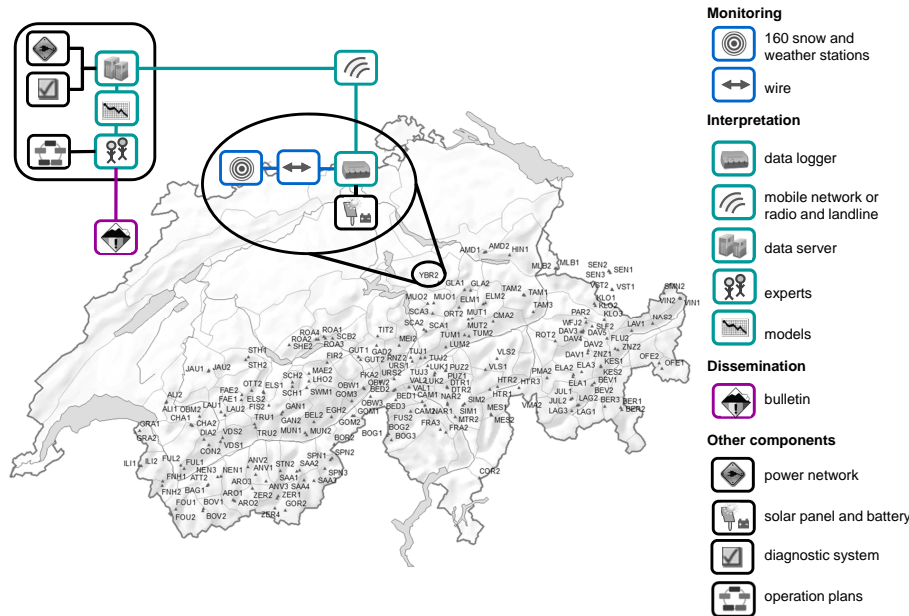 Monitoring
160 snow and
weather stations
wire
Interpretation
data logger
mobile network or
radio and landline
data server
experts
models
Dissemination
bulletin
Other components
power network
solar panel and battery
diagnostic system
operation plans
YBR2
AMD1 AMD2 HIN1
GLA1 GLA2
MLB2 MLB1 SEN2
SEN3 SEN1
VST2 VST1
MUO2 MUO1 ELM1 ELM2 TAM2 TAM1
TAM3
SCA3 ORT2 MUT1 CMA2
SCA2 SCA1 MUT2
TUM1 TUM2
LUM2
KLO1
KLO2
KLO3
PAR2
WFJ2 SLF2
VIN2 VIN1
NAS2
LAV1
ROT2 DAV3 DAV5 FLU2
DAV4
DAV2 ZNZ2
DAV1 ZNZ1
OFE2 OFE1
ROA4 ROA1
ROA2 SCB2
SHE2 ROA3
TIT2
MEI2
GUT1 GAD2
GUT2 RNZ2 TUJ1 TUJ2
URS1
URS2 TUJ3 LUK1 PUZ2
VLS2
VLS1
STH1
STH2
FIR2
JAU1 JAU2
MAE2
SCH2 LHO2
OTT2 ELS1
SCH1 SWM1 GOM3 OBW1
FKA2
OBW2
BED2
VAL2 LUK2 PUZ1
VAL1 DTR1
DTR2
HTR2 HTR3
HTR1
PMA2 ELA2 ELA3 KES1
KES2
ELA1 BEV1
JUL1 BEV2
JUL2 LAG2 BER3 BER1
BER2
LAG3 LAG1
VMA2
ALI2
FAE2
FAE1 ELS2
ALI1 OBM2 LAU1 LAU2 FIS2
CHA1
CHA2
GRA1
GRA2
DIA2 VDS2
VDS1
CON2
TRU1
TRU2
GAN1
GAN2 BEL2 EGH2
MUN1 MUN2
OBW3
GOM1
GOM2
BOR2
BED1 CAM1 NAR2
BED3
FUS2 NAR1 SIM1 SIM2 MES1
MTR2 MES2
BOG1 BOG2
BOG3
FRA3 FRA2
COR2
ILI1 ILI2
FUL2 FUL1
NEN3 NEN1
ANV2
ANV1 STN2
SPN1 SPN2
SAA2
SPN3
SAA1
FNH1 ATT2
ARO3
FNH2 BAG1 ARO1
ARO2
ZER2 ZER1
GOR2
FOU1 BOV1
FOU2 BOV2
ZER4